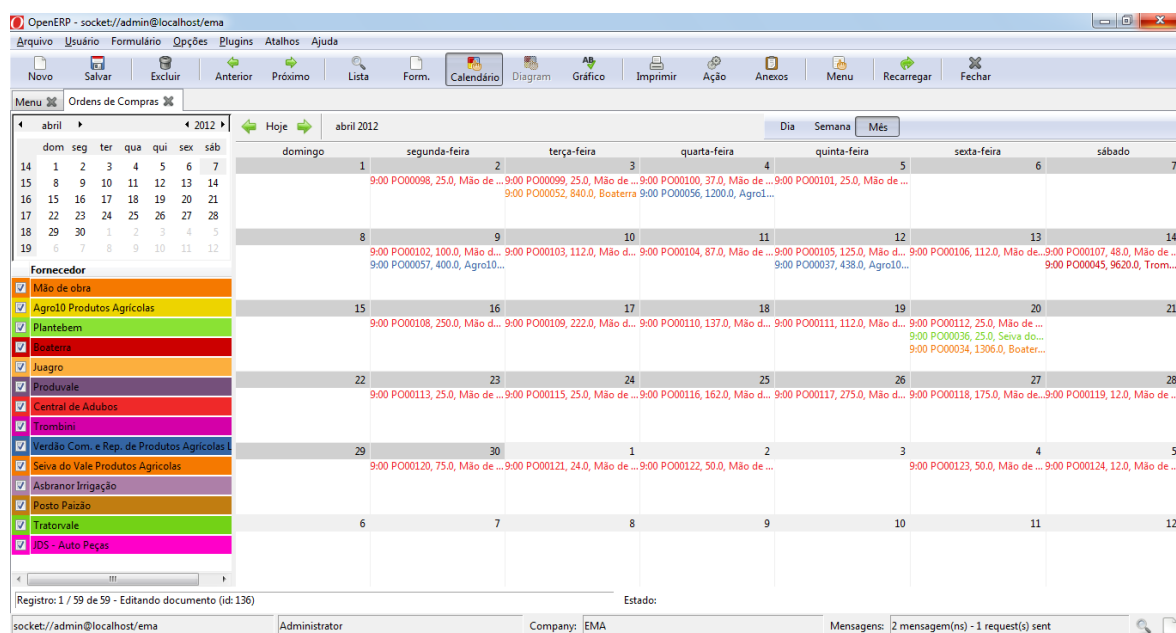 OpenERP - socket://admin@localhost/ema
Arquivo Usuário Formulário Opções Plugins Atalhos Ajuda
Novo Salvar Excluir Anterior Próximo Lista Form. Calendário Diagram Gráfico Imprimir Ação Anexos Menu Recarregar Fechar
Menu Ordens de Compras
abril 2012
dom seg ter qua qui sex sáb
14 1 2 3 4 5 6 7
15 8 9 10 11 12 13 14
16 15 16 17 18 19 20 21
17 22 23 24 25 26 27 28
18 29 30 1 2 3 4 5
19 6 7 8 9 10 11 12
Fornecedor
Mão de obra
Agro10 Produtos Agrícolas
Plantebem
Boaterra
Juagro
Produvale
Central de Adubos
Trombini
Verdão Com. e Rep. de Produtos Agricolas L
Seiva do Vale Produtos Agricolas
Asbranor Irrigação
Posto Paizão
Tratorvale
JDS - Auto Peças
Hoje abril 2012 Dia Semana Mês
domingo segunda-feira terça-feira quarta-feira quinta-feira sexta-feira sábado
1 2 3 4 5 6 7
9:00 PO00098, 25.0, Mão de ... 9:00 PO00099, 25.0, Mão de ... 9:00 PO00100, 37.0, Mão de ... 9:00 PO00101, 25.0, Mão de ...
9:00 PO00052, 840.0, Boaterra 9:00 PO00056, 1200.0, Agro1...
8 9 10 11 12 13 14
9:00 PO00102, 100.0, Mão d... 9:00 PO00103, 112.0, Mão d... 9:00 PO00104, 87.0, Mão de ... 9:00 PO00105, 125.0, Mão d... 9:00 PO00106, 112.0, Mão de... 9:00 PO00107, 48.0, Mão de ..
9:00 PO00057, 400.0, Agro10... 9:00 PO00037, 438.0, Agro10... 9:00 PO00045, 9620.0, Trom...
15 16 17 18 19 20 21
9:00 PO00108, 250.0, Mão d... 9:00 PO00109, 222.0, Mão d... 9:00 PO00110, 137.0, Mão d... 9:00 PO00111, 112.0, Mão d... 9:00 PO00112, 25.0, Mão de ...
9:00 PO00036, 25.0, Seiva do...
9:00 PO00034, 1306.0, Boater...
22 23 24 25 26 27 28
9:00 PO00113, 25.0, Mão de ... 9:00 PO00115, 25.0, Mão de ... 9:00 PO00116, 162.0, Mão d... 9:00 PO00117, 275.0, Mão d... 9:00 PO00118, 175.0, Mão de... 9:00 PO00119, 12.0, Mão de ..
29 30 1 2 3 4 5
9:00 PO00120, 75.0, Mão de ... 9:00 PO00121, 24.0, Mão de ... 9:00 PO00122, 50.0, Mão de ... 9:00 PO00123, 50.0, Mão de ... 9:00 PO00124, 12.0, Mão de ..
6 7 8 9 10 11 12
Registro: 1 / 59 de 59 - Editando documento (id: 136) Estado:
socket://admin@localhost/ema Administrator Company: EMA Mensagens: 2 mensagem(ns) - 1 request(s) sent